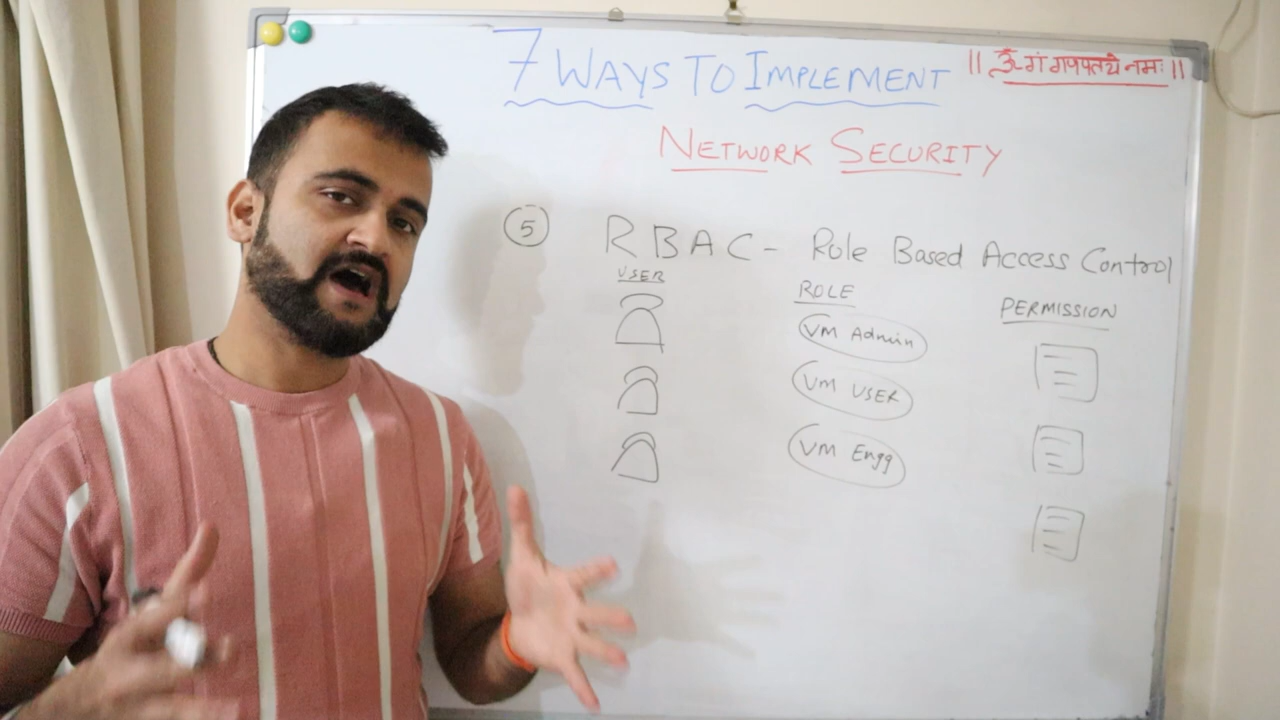 7 WAYS TO IMPLEMENT
|| ॐ गं गणपतये नमः ||
NETWORK SECURITY
5 RBAC - Role Based Access Control
USER ROLE PERMISSION
VM Admin
VM USER
VM Engg